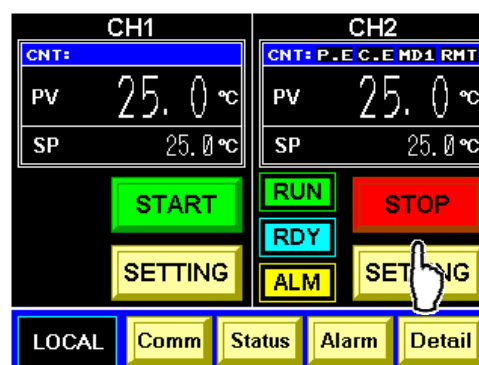 CH1
CNT:
PV 25.0 ℃
SP 25.0 ℃
START
SETTING
CH2
CNT: P.E C.E MD1 RMT
PV 25.0 ℃
SP 25.0 ℃
RUN
RDY
ALM
STOP
SETTING
LOCAL Comm Status Alarm Detail